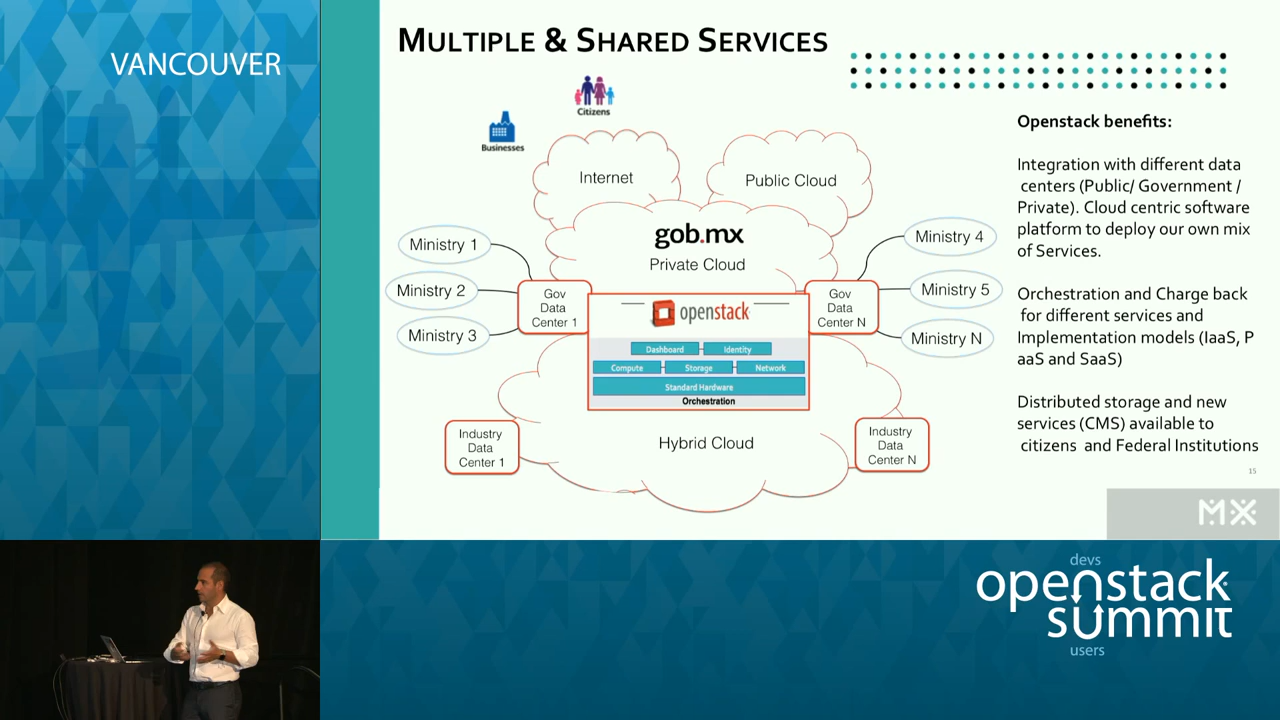 VANCOUVER
MULTIPLE & SHARED SERVICES
Citizens
Businesses
Internet
Public Cloud
gob.mx
Private Cloud
Ministry 1
Ministry 2
Ministry 3
Gov
Data
Center 1
Gov
Data
Center N
Ministry 4
Ministry 5
Ministry N
openstack
Dashboard
Identity
Compute
Storage
Network
Standard Hardware
Orchestration
Hybrid Cloud
Industry
Data
Center 1
Industry
Data
Center N
Openstack benefits:
Integration with different data
centers (Public/ Government /
Private). Cloud centric software
platform to deploy our own mix
of Services.
Orchestration and Charge back
for different services and
Implementation models (IaaS, P
aaS and SaaS)
Distributed storage and new
services (CMS) available to
citizens and Federal Institutions
15
MX
devs
openstack
summit
users